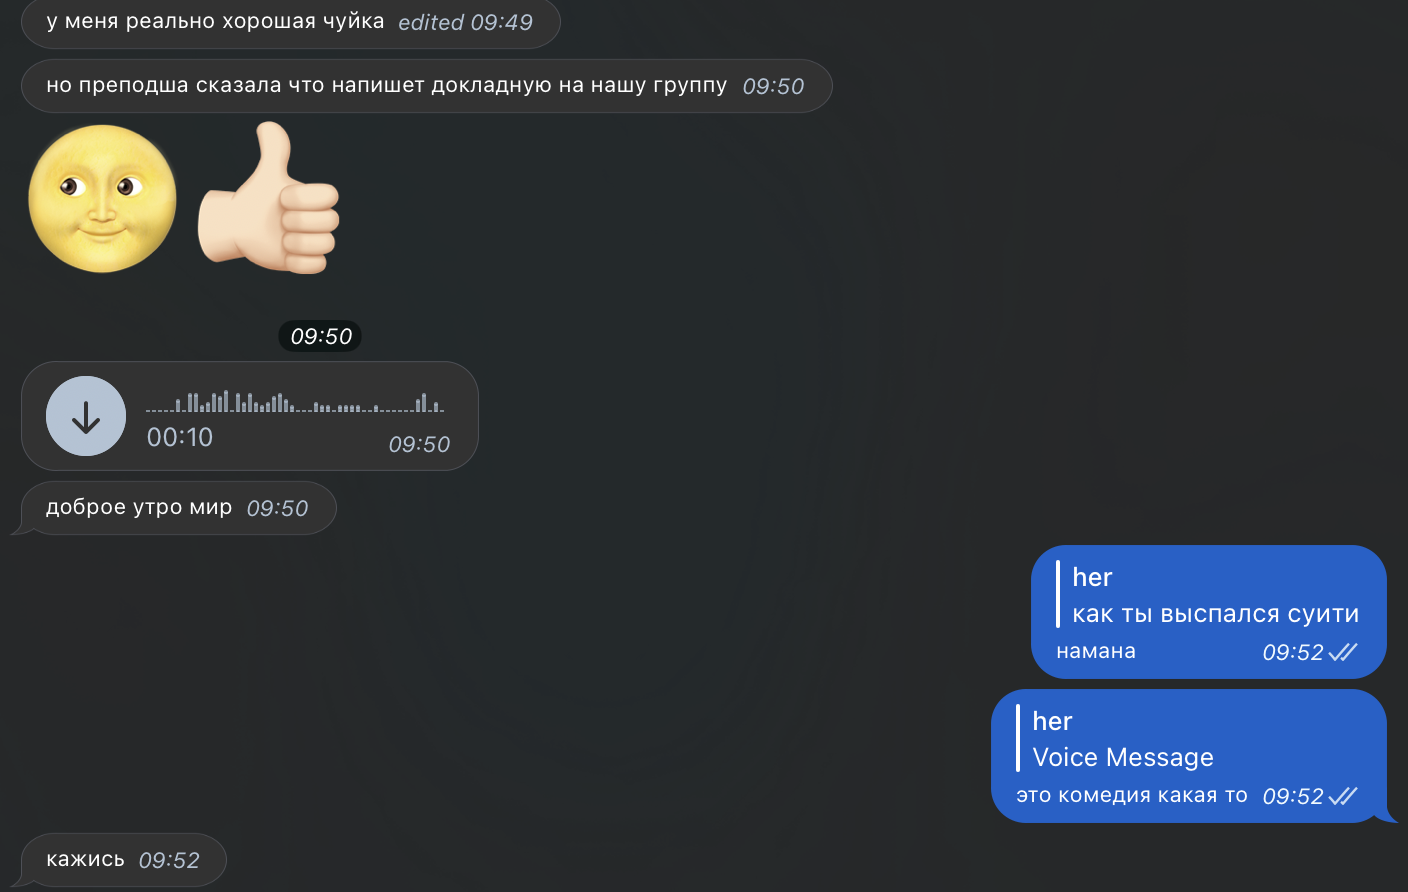 у меня реально хорошая чуйка edited 09:49
но преподша сказала что напишет докладную на нашу группу 09:50
09:50
00:10 09:50
доброе утро мир 09:50
her
как ты выспался суити
намана 09:52
her
Voice Message
это комедия какая то 09:52
кажись 09:52